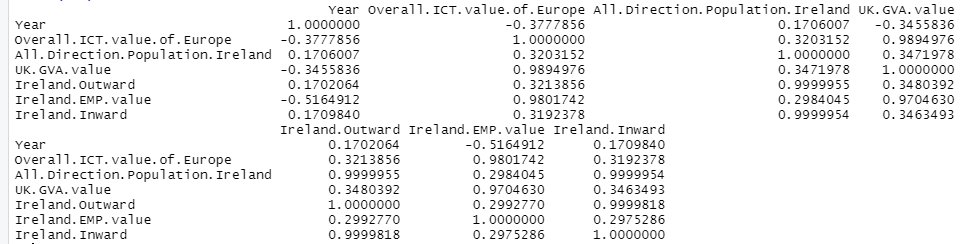 Year Overall.ICT.value.of.Europe All.Direction.Population.Ireland UK.GVA.value
Year 1.0000000 -0.3777856 0.1706007 -0.3455836
Overall.ICT.value.of.Europe -0.3777856 1.0000000 0.3203152 0.9894976
All.Direction.Population.Ireland 0.1706007 0.3203152 1.0000000 0.3471978
UK.GVA.value -0.3455836 0.9894976 0.3471978 1.0000000
Ireland.Outward 0.1702064 0.3213856 0.9999955 0.3480392
Ireland.EMP.value -0.5164912 0.9801742 0.2984045 0.9704630
Ireland.Inward 0.1709840 0.3192378 0.9999954 0.3463493
Ireland.Outward Ireland.EMP.value Ireland.Inward
Year 0.1702064 -0.5164912 0.1709840
Overall.ICT.value.of.Europe 0.3213856 0.9801742 0.3192378
All.Direction.Population.Ireland 0.9999955 0.2984045 0.9999954
UK.GVA.value 0.3480392 0.9704630 0.3463493
Ireland.Outward 1.0000000 0.2992770 0.9999818
Ireland.EMP.value 0.2992770 1.0000000 0.2975286
Ireland.Inward 0.9999818 0.2975286 1.0000000